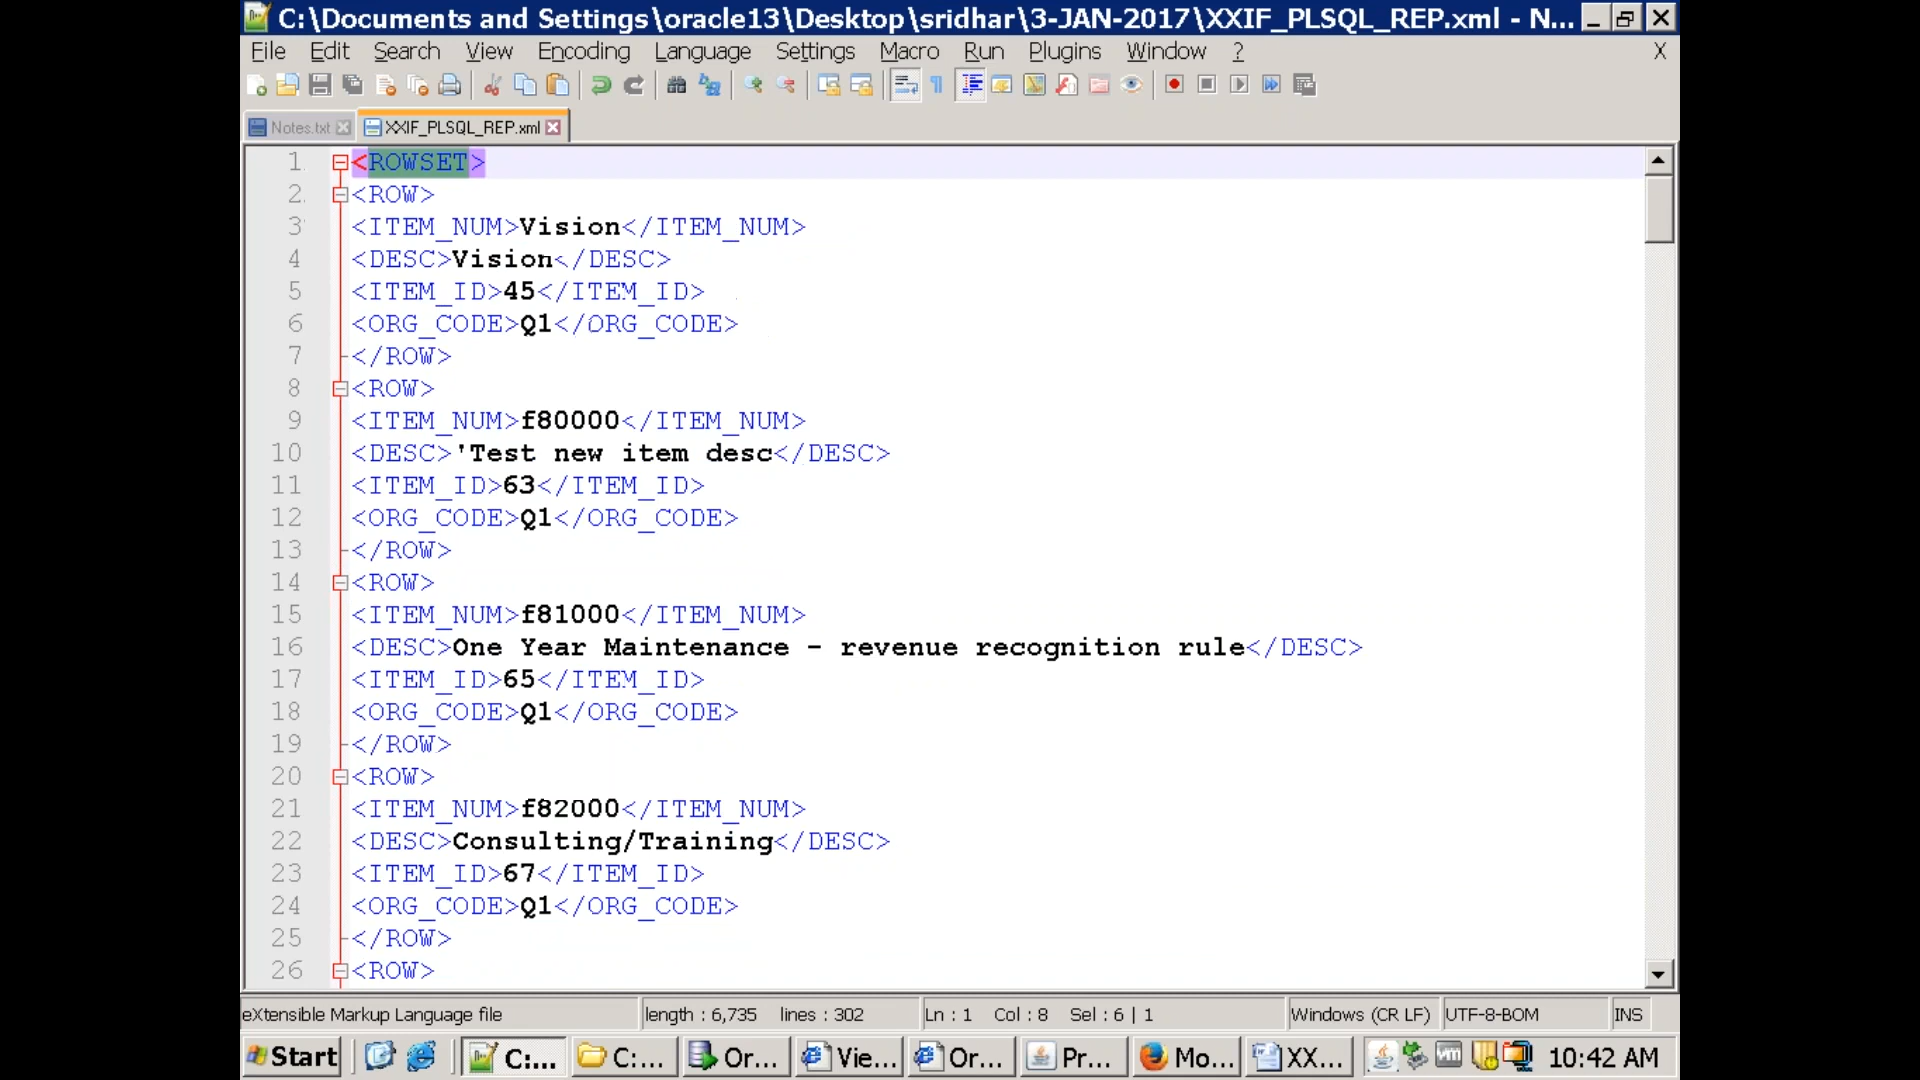 C:\Documents and Settings\oracle13\Desktop\sridhar\3-JAN-2017\XXIF_PLSQL_REP.xml - N...
File Edit Search View Encoding Language Settings Macro Run Plugins Window ? X
Notes.txt XXIF_PLSQL_REP.xml
1 <ROWSET>
2 <ROW>
3 <ITEM_NUM>Vision</ITEM_NUM>
4 <DESC>Vision</DESC>
5 <ITEM_ID>45</ITEM_ID>
6 <ORG_CODE>Q1</ORG_CODE>
7 </ROW>
8 <ROW>
9 <ITEM_NUM>f80000</ITEM_NUM>
10 <DESC>'Test new item desc</DESC>
11 <ITEM_ID>63</ITEM_ID>
12 <ORG_CODE>Q1</ORG_CODE>
13 </ROW>
14 <ROW>
15 <ITEM_NUM>f81000</ITEM_NUM>
16 <DESC>One Year Maintenance - revenue recognition rule</DESC>
17 <ITEM_ID>65</ITEM_ID>
18 <ORG_CODE>Q1</ORG_CODE>
19 </ROW>
20 <ROW>
21 <ITEM_NUM>f82000</ITEM_NUM>
22 <DESC>Consulting/Training</DESC>
23 <ITEM_ID>67</ITEM_ID>
24 <ORG_CODE>Q1</ORG_CODE>
25 </ROW>
26 <ROW>
eXtensible Markup Language file length : 6,735 lines : 302 Ln : 1 Col : 8 Sel : 6 | 1 Windows (CR LF) UTF-8-BOM INS
Start C:... C:... Or... Vie... Or... Pr... Mo... XX... 10:42 AM